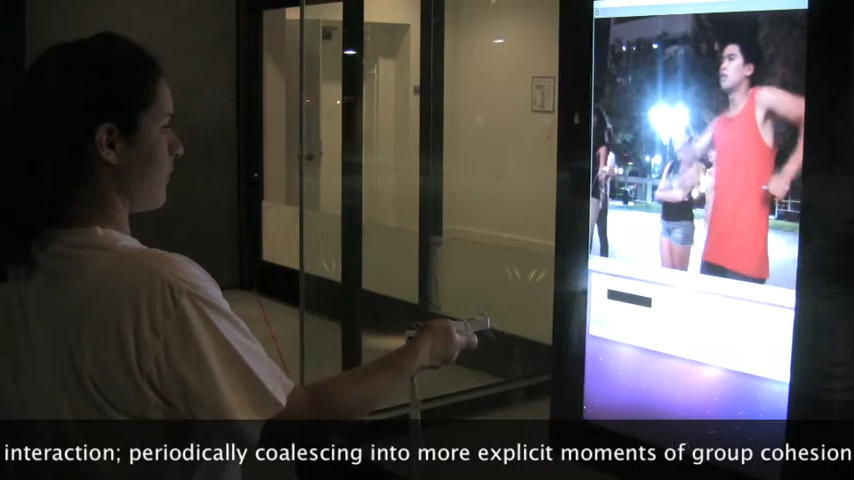 interaction; periodically coalescing into more explicit moments of group cohesion